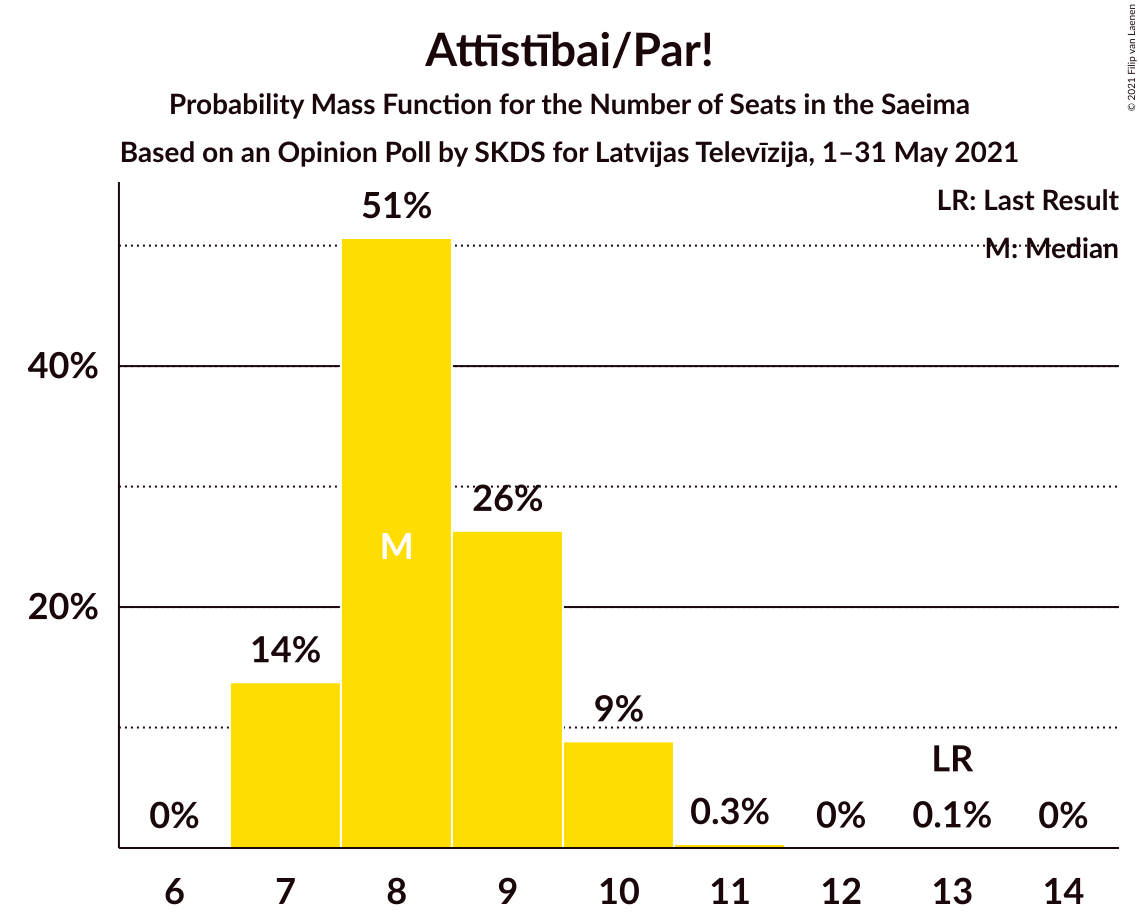 Attīstībai/Par!
Probability Mass Function for the Number of Seats in the Saeima
Based on an Opinion Poll by SKDS for Latvijas Televīzija, 1–31 May 2021
© 2021 Filip van Laenen
LR: Last Result
M: Median
51%
40%
26%
M
20%
14%
9%
LR
0% 0.3% 0% 0.1% 0%
6 7 8 9 10 11 12 13 14